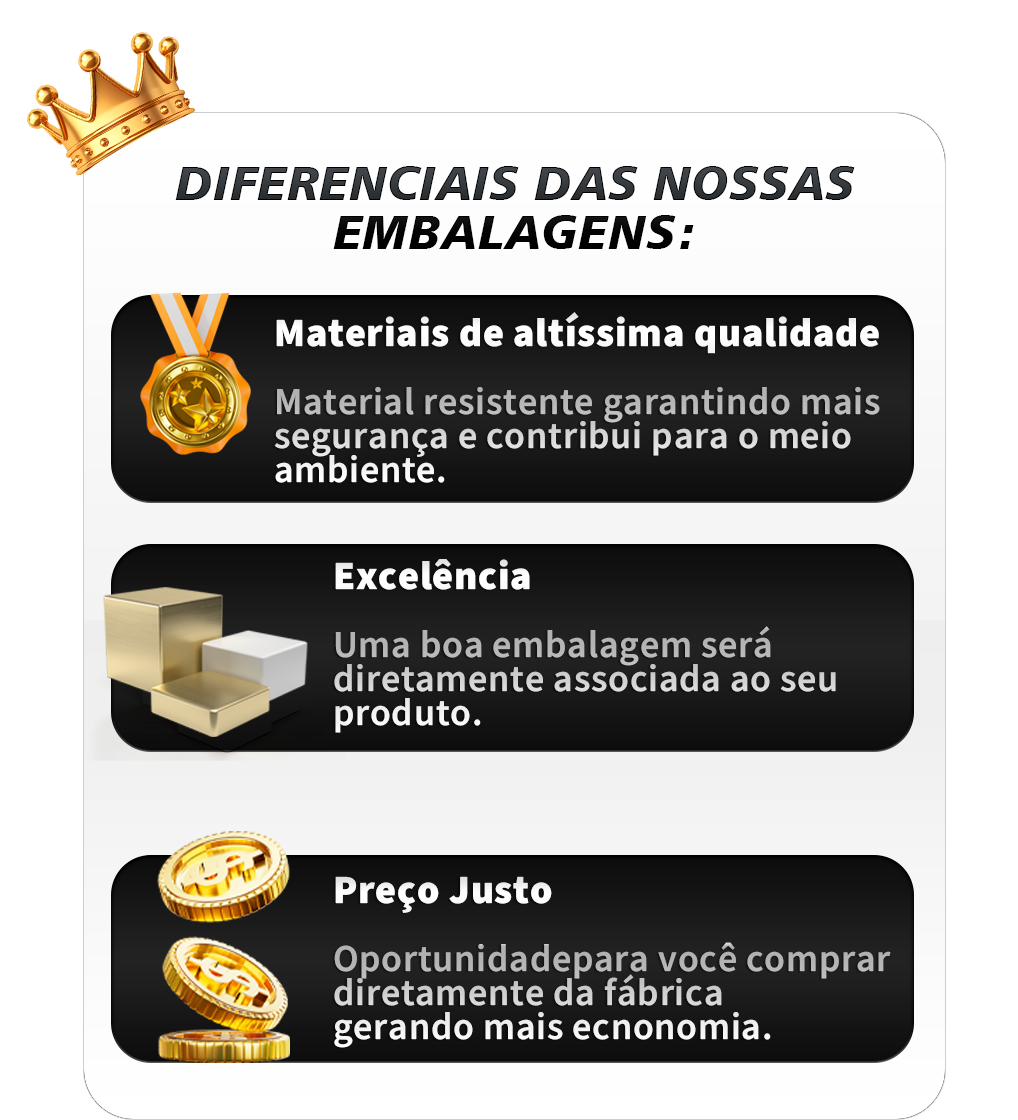 DIFERENCIAIS DAS NOSSAS
EMBALAGENS:
Materiais de altíssima qualidade
Material resistente garantindo mais
segurança e contribui para o meio
ambiente.
Excelência
Uma boa embalagem será
diretamente associada ao seu
produto.
Preço Justo
Oportunidadepara você comprar
diretamente da fábrica
gerando mais ecnonomia.